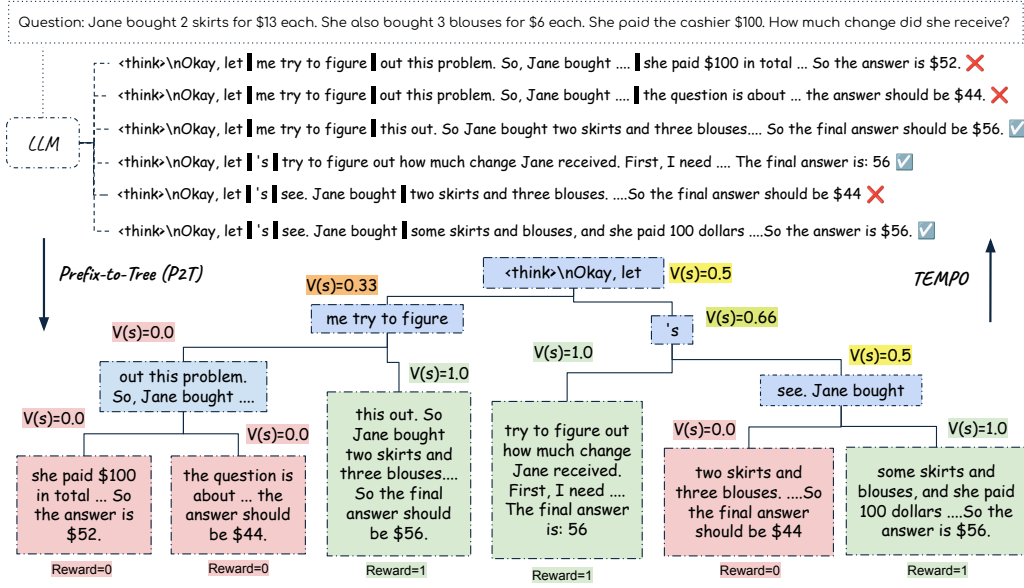 Question: Jane bought 2 skirts for $13 each. She also bought 3 blouses for $6 each. She paid the cashier $100. How much change did she receive?
<think>\nOkay, let me try to figure out this problem. So, Jane bought .... she paid $100 in total ... So the answer is $52.
<think>\nOkay, let me try to figure out this problem. So, Jane bought .... the question is about ... the answer should be $44.
LLM
<think>\nOkay, let me try to figure this out. So Jane bought two skirts and three blouses.... So the final answer should be $56.
<think>\nOkay, let 's try to figure out how much change Jane received. First, I need .... The final answer is: 56
<think>\nOkay, let 's see. Jane bought two skirts and three blouses. ....So the final answer should be $44
<think>\nOkay, let 's see. Jane bought some skirts and blouses, and she paid 100 dollars ....So the answer is $56.
Prefix-to-Tree (P2T)
TEMPO
<think>\nOkay, let
V(s)=0.5
V(s)=0.33
me try to figure
V(s)=0.66
's
V(s)=0.0
out this problem.
So, Jane bought ....
V(s)=1.0
V(s)=1.0
V(s)=0.5
see. Jane bought
V(s)=0.0
V(s)=0.0
V(s)=0.0
V(s)=1.0
she paid $100
in total ... So
the answer is
$52.
the question is
about ... the
answer should
be $44.
this out. So
Jane bought
two skirts and
three blouses....
So the final
answer should
be $56.
try to figure out
how much change
Jane received.
First, I need ....
The final answer
is: 56
two skirts and
three blouses. ....So
the final answer
should be $44
some skirts and
blouses, and she paid
100 dollars ....So the
answer is $56.
Reward=0
Reward=0
Reward=1
Reward=1
Reward=0
Reward=1